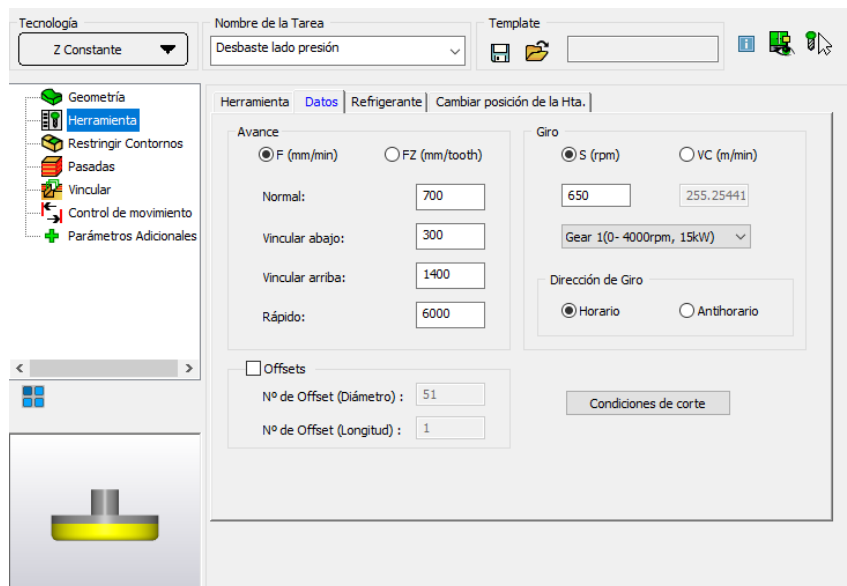 Tecnología
Nombre de la Tarea
Template
Z Constante
Desbaste lado presión
Geometría
Herramienta
Restringir Contornos
Pasadas
Vincular
Control de movimiento
Parámetros Adicionales
Herramienta Datos Refrigerante Cambiar posición de la Hta.
Avance
F (mm/min) FZ (mm/tooth)
Normal: 700
Vincular abajo: 300
Vincular arriba: 1400
Rápido: 6000
Giro
S (rpm) VC (m/min)
650 255.25441
Gear 1(0- 4000rpm, 15kW)
Dirección de Giro
Horario Antihorario
Offsets
Nº de Offset (Diámetro) : 51
Nº de Offset (Longitud) : 1
Condiciones de corte